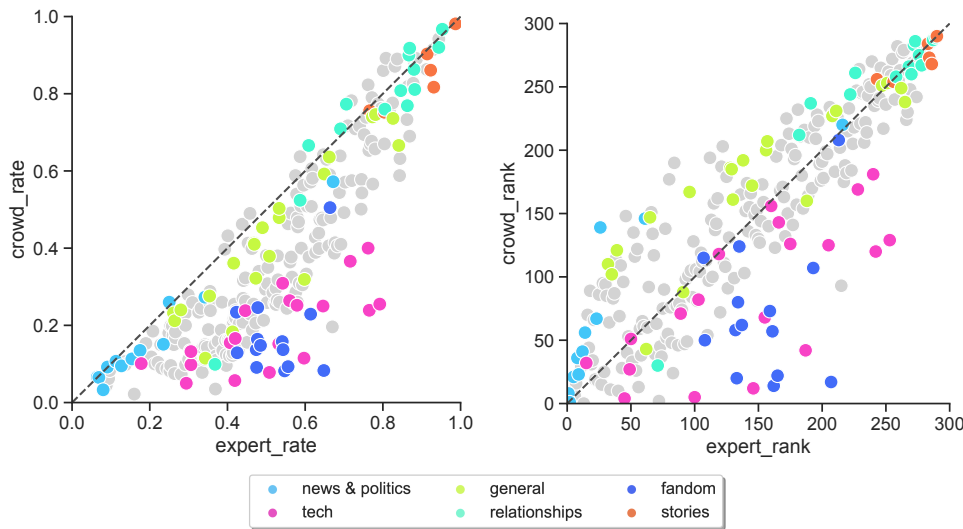 1.0
0.8
0.6
0.4
0.2
0.0
crowd_rate
0.0 0.2 0.4 0.6 0.8 1.0
expert_rate
300
250
200
150
100
50
0
crowd_rank
0 50 100 150 200 250 300
expert_rank
news & politics general fandom
tech relationships stories